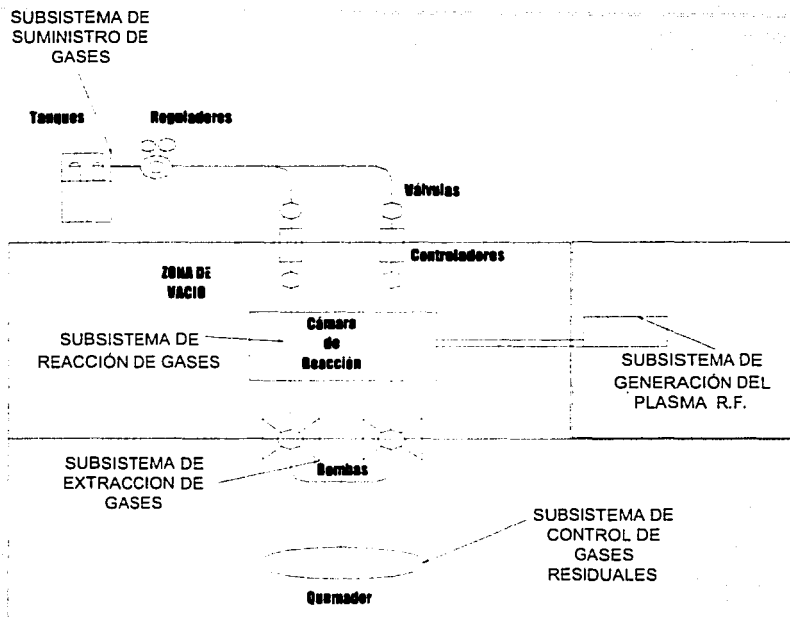 SUBSISTEMA DE
SUMINISTRO DE
GASES
Tanques
Reguladores
Válvulas
Controladores
ZONA DE
VACIO
Cámara
de
Reacción
SUBSISTEMA DE
REACCIÓN DE GASES
SUBSISTEMA DE
GENERACIÓN DEL
PLASMA R.F.
SUBSISTEMA DE
EXTRACCION DE
GASES
Bombas
SUBSISTEMA DE
CONTROL DE
GASES
RESIDUALES
Quemador